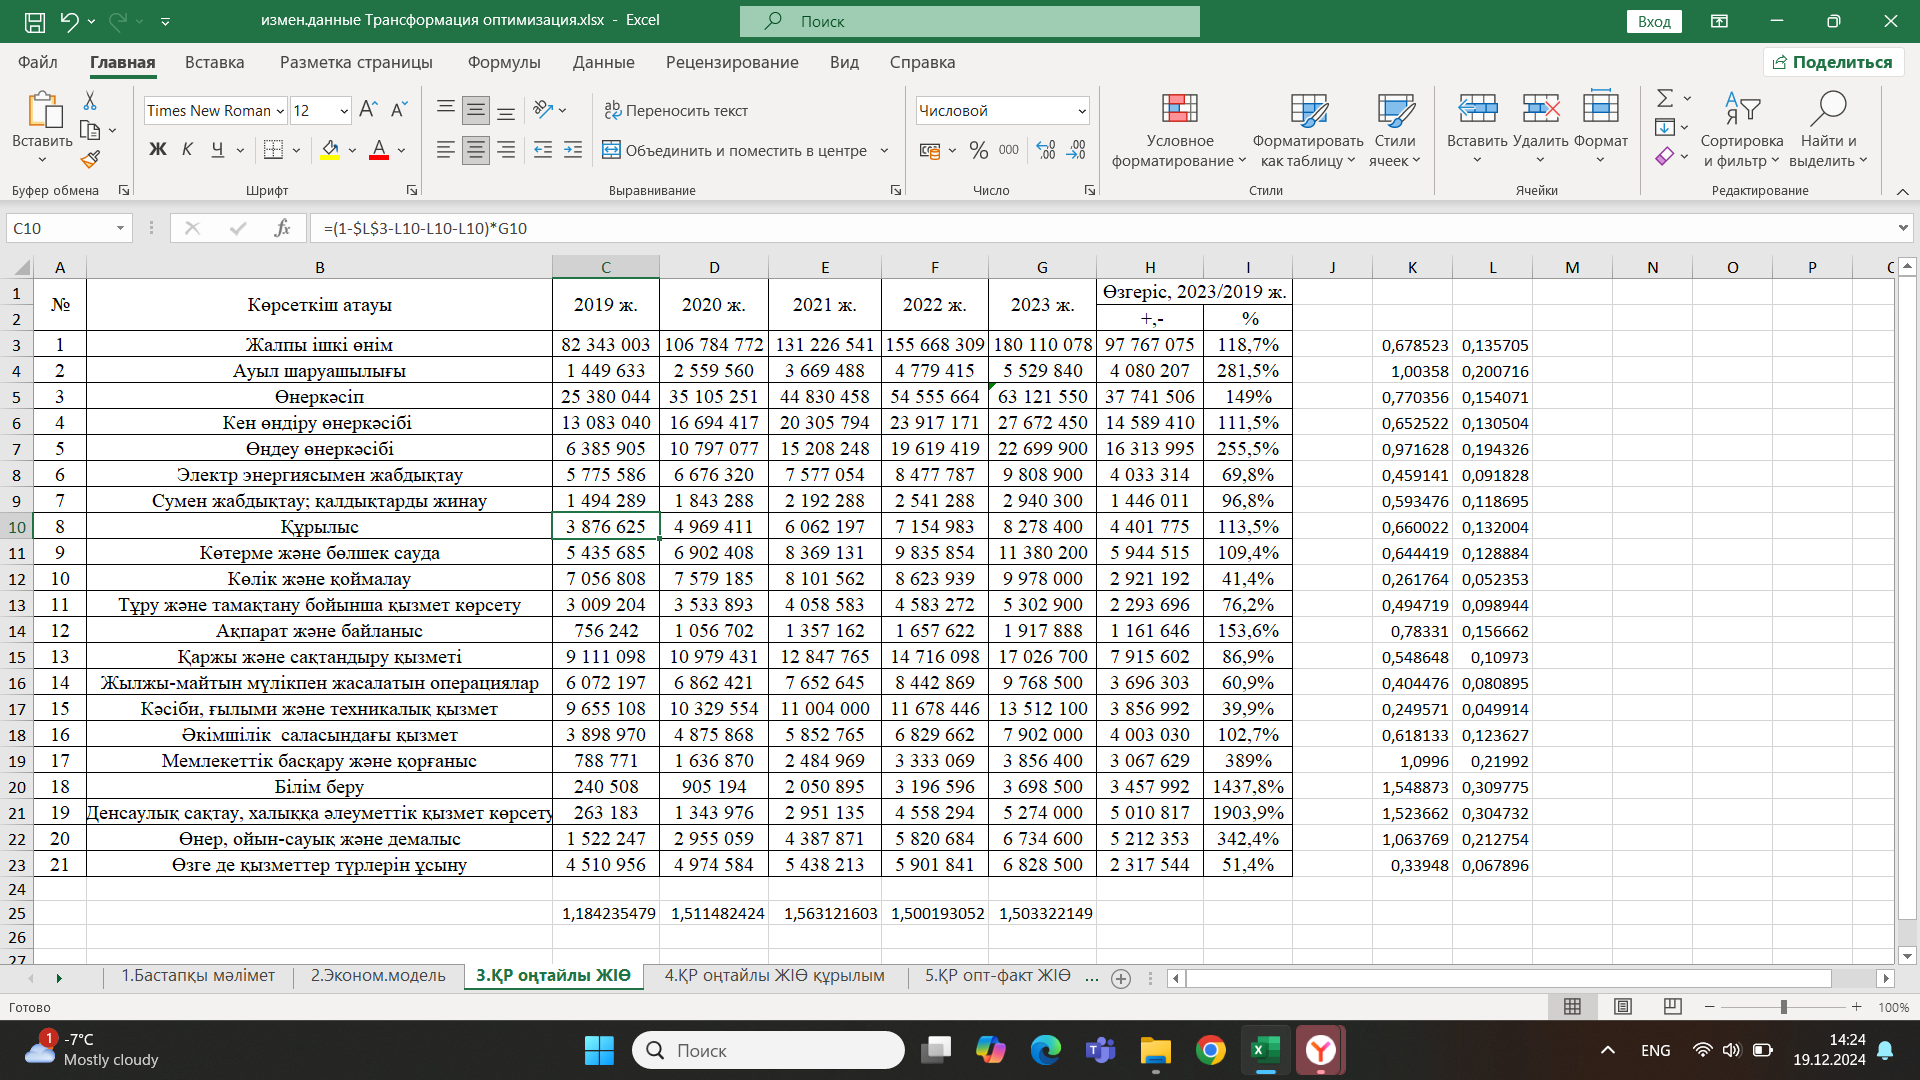 измен.данные Трансформация оптимизация.xlsx - Excel
Поиск
Вход
Файл Главная Вставка Разметка страницы Формулы Данные Рецензирование Вид Справка Поделиться
Вставить
Буфер обмена
Times New Roman 12
Ж К Ч
Шрифт
Переносить текст
Объединить и поместить в центре
Выравнивание
Числовой
% 000
Число
Условное форматирование
Форматировать как таблицу
Стили ячеек
Стили
Вставить Удалить Формат
Ячейки
Сортировка и фильтр
Найти и выделить
Редактирование
C10 fx =(1-$L$3-L10-L10-L10)*G10
A B C D E F G H I J K L M N O P
1 № Көрсеткіш атауы 2019 ж. 2020 ж. 2021 ж. 2022 ж. 2023 ж. Өзгеріс, 2023/2019 ж.
2 +,- %
3 1 Жалпы ішкі өнім 82 343 003 106 784 772 131 226 541 155 668 309 180 110 078 97 767 075 118,7% 0,678523 0,135705
4 2 Ауыл шаруашылығы 1 449 633 2 559 560 3 669 488 4 779 415 5 529 840 4 080 207 281,5% 1,00358 0,200716
5 3 Өнеркәсіп 25 380 044 35 105 251 44 830 458 54 555 664 63 121 550 37 741 506 149% 0,770356 0,154071
6 4 Кен өндіру өнеркәсібі 13 083 040 16 694 417 20 305 794 23 917 171 27 672 450 14 589 410 111,5% 0,652522 0,130504
7 5 Өңдеу өнеркәсібі 6 385 905 10 797 077 15 208 248 19 619 419 22 699 900 16 313 995 255,5% 0,971628 0,194326
8 6 Электр энергиясымен жабдықтау 5 775 586 6 676 320 7 577 054 8 477 787 9 808 900 4 033 314 69,8% 0,459141 0,091828
9 7 Сумен жабдықтау; қалдықтарды жинау 1 494 289 1 843 288 2 192 288 2 541 288 2 940 300 1 446 011 96,8% 0,593476 0,118695
10 8 Құрылыс 3 876 625 4 969 411 6 062 197 7 154 983 8 278 400 4 401 775 113,5% 0,660022 0,132004
11 9 Көтерме және бөлшек сауда 5 435 685 6 902 408 8 369 131 9 835 854 11 380 200 5 944 515 109,4% 0,644419 0,128884
12 10 Көлік және қоймалау 7 056 808 7 579 185 8 101 562 8 623 939 9 978 000 2 921 192 41,4% 0,261764 0,052353
13 11 Тұру және тамақтану бойынша қызмет көрсету 3 009 204 3 533 893 4 058 583 4 583 272 5 302 900 2 293 696 76,2% 0,494719 0,098944
14 12 Ақпарат және байланыс 756 242 1 056 702 1 357 162 1 657 622 1 917 888 1 161 646 153,6% 0,78331 0,156662
15 13 Қаржы және сақтандыру қызметі 9 111 098 10 979 431 12 847 765 14 716 098 17 026 700 7 915 602 86,9% 0,548648 0,10973
16 14 Жылжы-майтын мүлікпен жасалатын операциялар 6 072 197 6 862 421 7 652 645 8 442 869 9 768 500 3 696 303 60,9% 0,404476 0,080895
17 15 Кәсіби, ғылыми және техникалық қызмет 9 655 108 10 329 554 11 004 000 11 678 446 13 512 100 3 856 992 39,9% 0,249571 0,049914
18 16 Әкімшілік саласындағы қызмет 3 898 970 4 875 868 5 852 765 6 829 662 7 902 000 4 003 030 102,7% 0,618133 0,123627
19 17 Мемлекеттік басқару және қорғаныс 788 771 1 636 870 2 484 969 3 333 069 3 856 400 3 067 629 389% 1,0996 0,21992
20 18 Білім беру 240 508 905 194 2 050 895 3 196 596 3 698 500 3 457 992 1437,8% 1,548873 0,309775
21 19 Денсаулық сақтау, халыққа әлеуметтік қызмет көрсету 263 183 1 343 976 2 951 135 4 558 294 5 274 000 5 010 817 1903,9% 1,523662 0,304732
22 20 Өнер, ойын-сауық және демалыс 1 522 247 2 955 059 4 387 871 5 820 684 6 734 600 5 212 353 342,4% 1,063769 0,212754
23 21 Өзге де қызметтер түрлерін ұсыну 4 510 956 4 974 584 5 438 213 5 901 841 6 828 500 2 317 544 51,4% 0,33948 0,067896
24
25 1,184235479 1,511482424 1,563121603 1,500193052 1,503322149
26
27
1.Бастапқы мәлімет 2.Эконом.модель 3.ҚР оңтайлы ЖІӨ 4.ҚР оңтайлы ЖІӨ құрылым 5.ҚР опт-факт ЖІӨ ...
Готово 100%
1 -7°C
Mostly cloudy
Поиск
ENG
14:24
19.12.2024